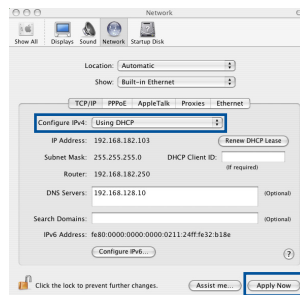 Network
Show All Displays Sound Network Startup Disk
Location: Automatic
Show: Built-in Ethernet
TCP/IP PPPoE AppleTalk Proxies Ethernet
Configure IPv4: Using DHCP
IP Address: 192.168.182.103 Renew DHCP Lease
Subnet Mask: 255.255.255.0 DHCP Client ID:
(If required)
Router: 192.168.182.250
DNS Servers: 192.168.128.10 (Optional)
Search Domains: (Optional)
IPv6 Address: fe80:0000:0000:0000:0211:24ff:fe32:b18e
Configure IPv6... ?
Click the lock to prevent further changes. Assist me... Apply Now